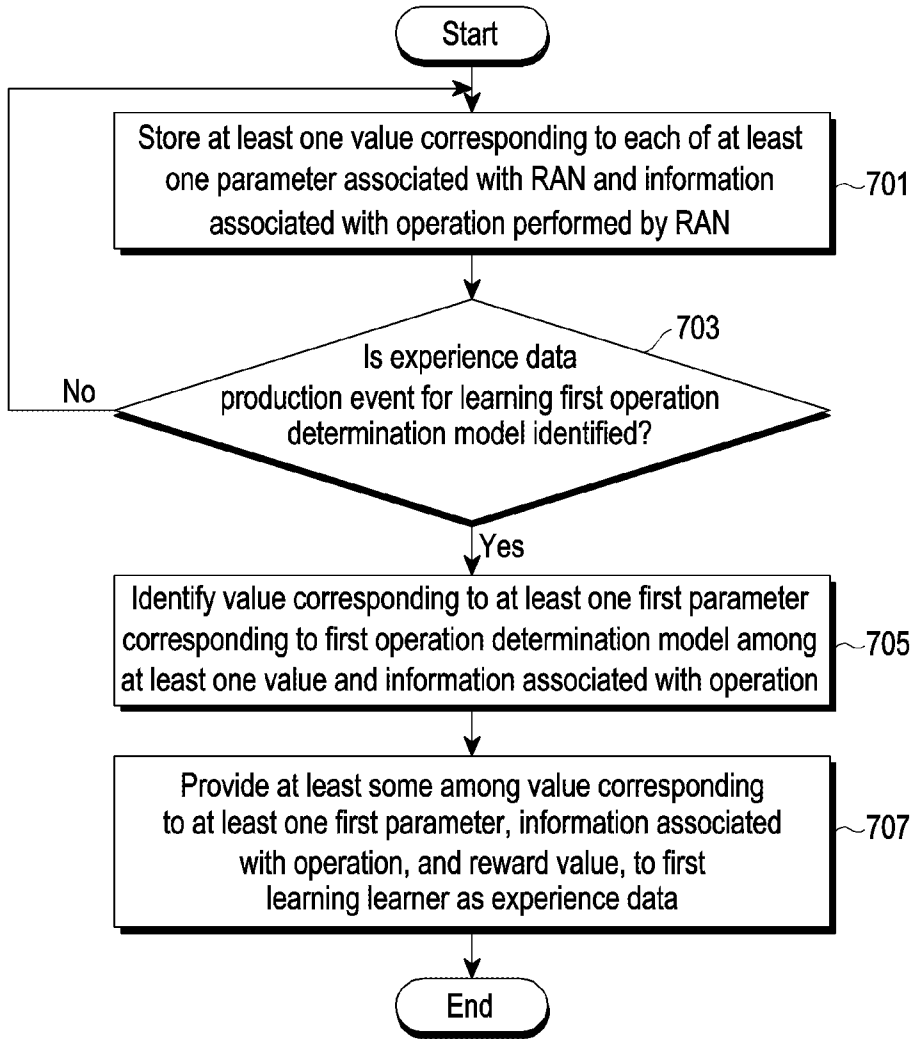 Start
Store at least one value corresponding to each of at least
one parameter associated with RAN and information
associated with operation performed by RAN
701
703
Is experience data
production event for learning first operation
determination model identified?
No
Yes
Identify value corresponding to at least one first parameter
corresponding to first operation determination model among
at least one value and information associated with operation
705
Provide at least some among value corresponding
to at least one first parameter, information associated
with operation, and reward value, to first
learning learner as experience data
707
End